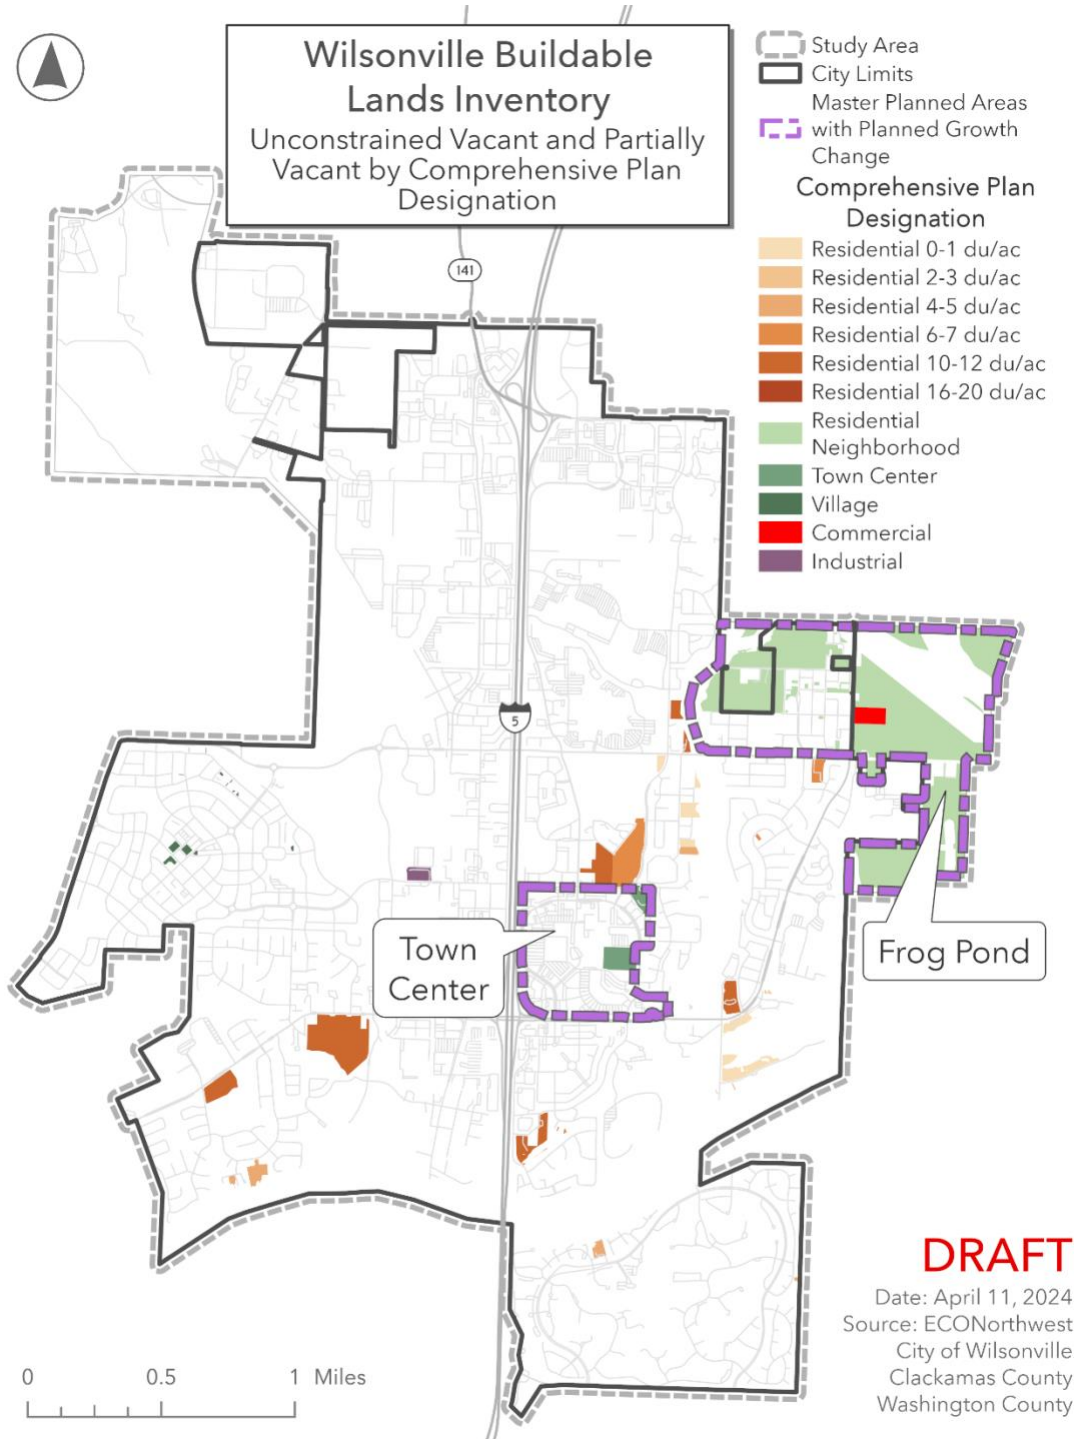 Wilsonville Buildable
Lands Inventory
Unconstrained Vacant and Partially
Vacant by Comprehensive Plan
Designation
Study Area
City Limits
Master Planned Areas
with Planned Growth
Change
Comprehensive Plan
Designation
Residential 0-1 du/ac
Residential 2-3 du/ac
Residential 4-5 du/ac
Residential 6-7 du/ac
Residential 10-12 du/ac
Residential 16-20 du/ac
Residential
Neighborhood
Town Center
Village
Commercial
Industrial
141
5
Town
Center
Frog Pond
DRAFT
Date: April 11, 2024
Source: ECONorthwest
City of Wilsonville
Clackamas County
Washington County
0 0.5 1 Miles